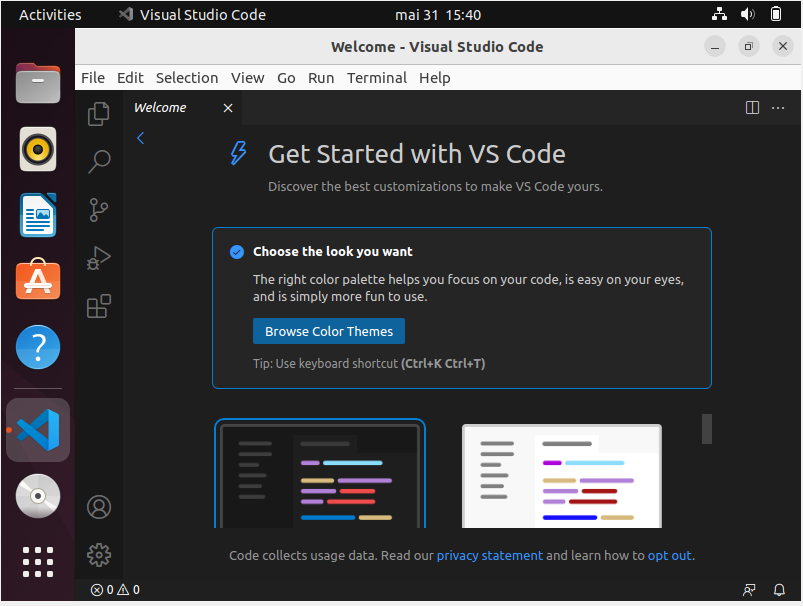 Activities Visual Studio Code mai 31 15:40
Welcome - Visual Studio Code
File Edit Selection View Go Run Terminal Help
Welcome
Get Started with VS Code
Discover the best customizations to make VS Code yours.
Choose the look you want
The right color palette helps you focus on your code, is easy on your eyes,
and is simply more fun to use.
Browse Color Themes
Tip: Use keyboard shortcut (Ctrl+K Ctrl+T)
Code collects usage data. Read our privacy statement and learn how to opt out.
0 0